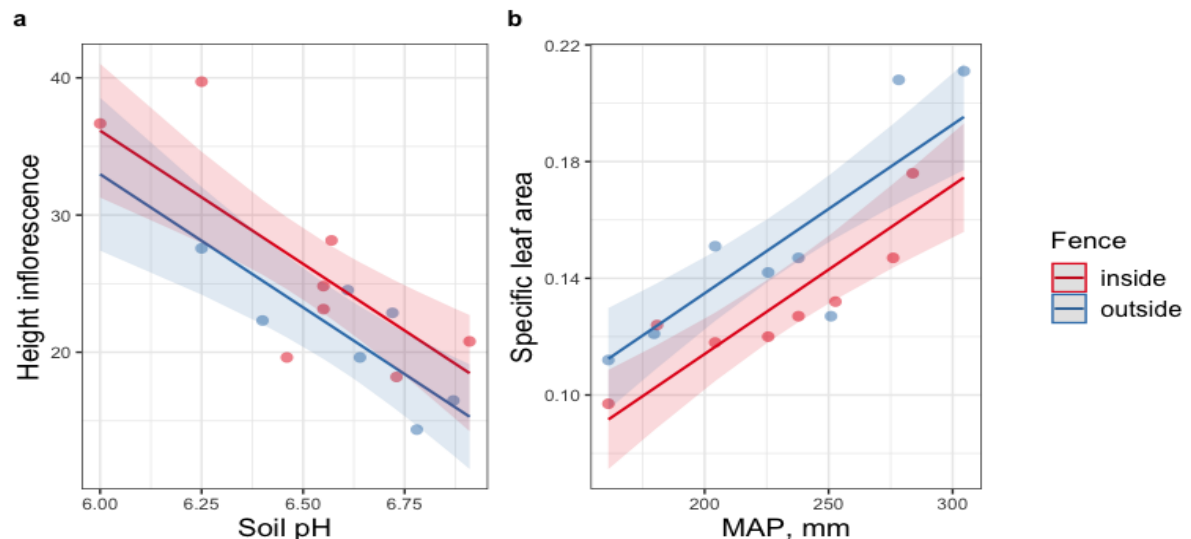 a
Height inflorescence
40
30
20
6.00 6.25 6.50 6.75
Soil pH
b
Specific leaf area
0.22
0.18
0.14
0.10
200 250 300
MAP, mm
Fence
inside
outside